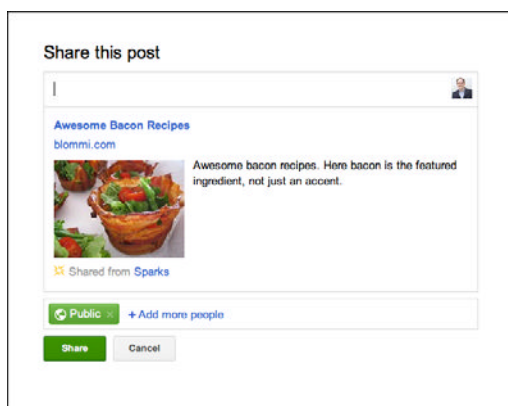 Share this post
Awesome Bacon Recipes
blommi.com
Awesome bacon recipes. Here bacon is the featured
ingredient, not just an accent.
Shared from Sparks
Public × + Add more people
Share Cancel